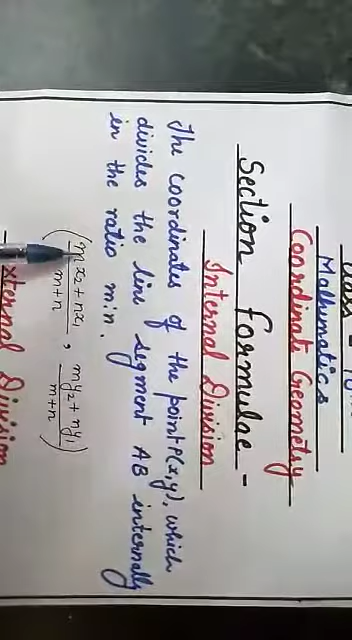 Mathematics
Coordinate Geometry
Section Formulae -
Internal Division
The coordinates of the point P(x,y), which
divides the line segment AB internally
in the ratio m:n.
(mx₂+nx₁/m+n , my₂+ny₁/m+n)
Division